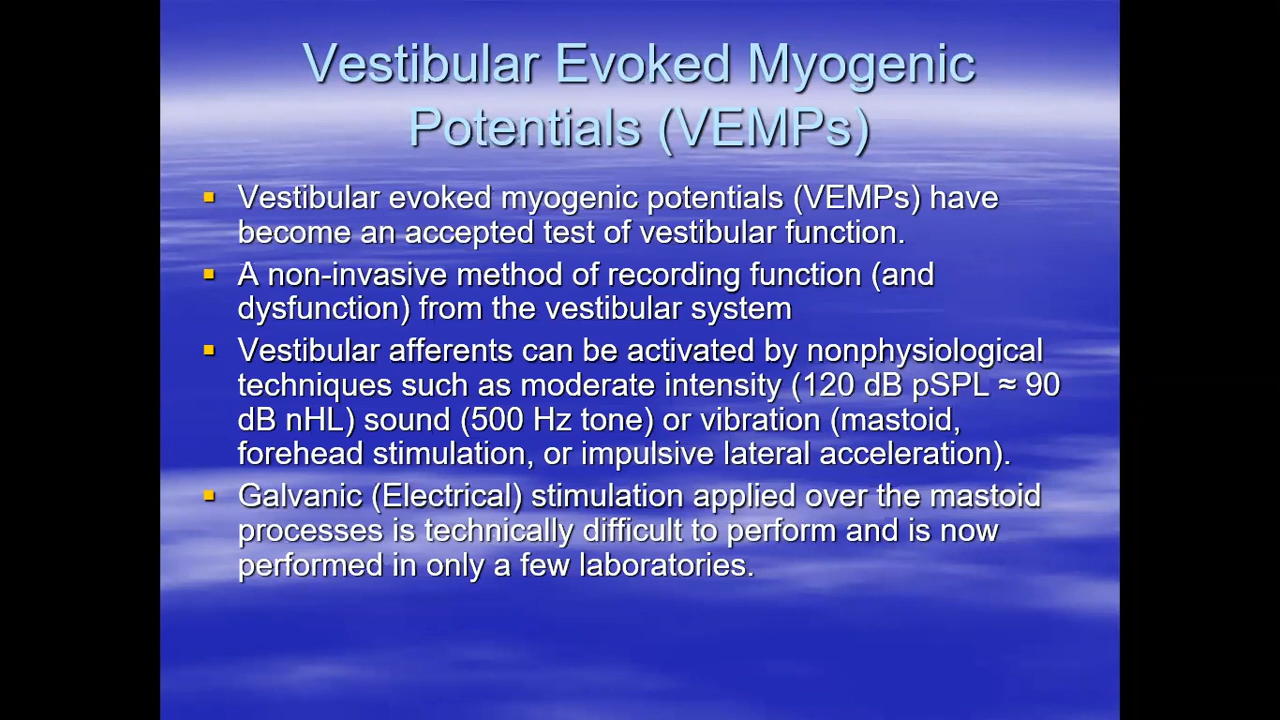 Vestibular Evoked Myogenic
Potentials (VEMPs)
▪ Vestibular evoked myogenic potentials (VEMPs) have
become an accepted test of vestibular function.
▪ A non-invasive method of recording function (and
dysfunction) from the vestibular system
▪ Vestibular afferents can be activated by nonphysiological
techniques such as moderate intensity (120 dB pSPL ≈ 90
dB nHL) sound (500 Hz tone) or vibration (mastoid,
forehead stimulation, or impulsive lateral acceleration).
▪ Galvanic (Electrical) stimulation applied over the mastoid
processes is technically difficult to perform and is now
performed in only a few laboratories.